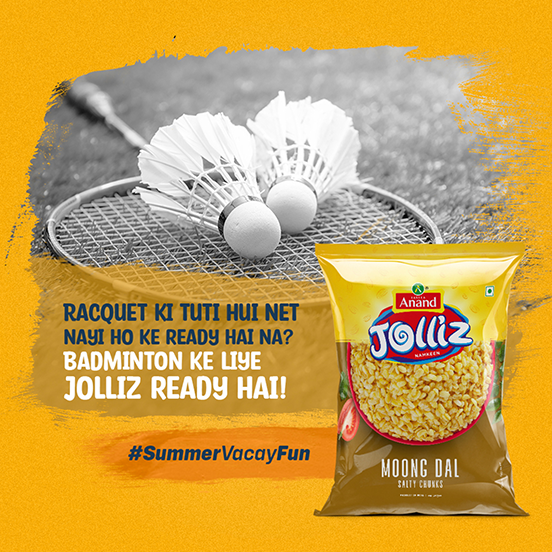 RACQUET KI TUTI HUI NET
NAYI HO KE READY HAI NA?
BADMINTON KE LIYE
JOLLIZ READY HAI!
#SummerVacayFun
Anand
JOLLIZ
NAMKEEN
MOONG DAL
SALTY CHUNKS